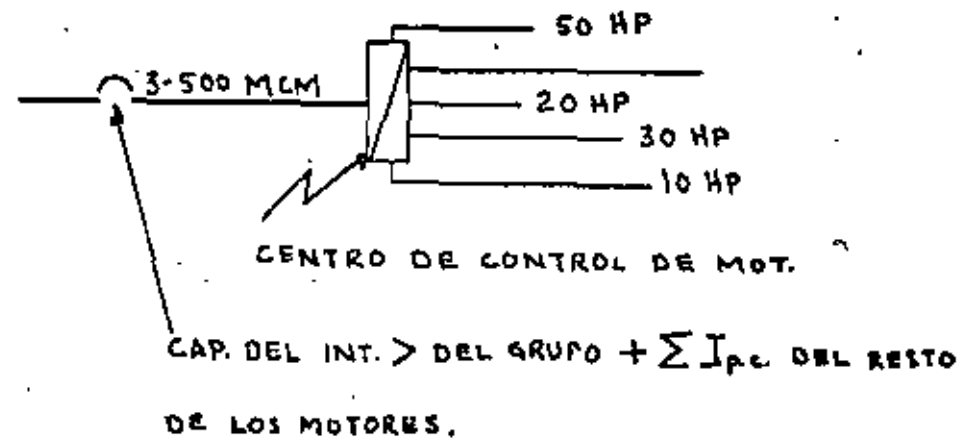 50 HP
3-500 MCM
20 HP
30 HP
10 HP
CENTRO DE CONTROL DE MOT.
CAP. DEL INT. > DEL GRUPO + Σ Ip.c. DEL RESTO
DE LOS MOTORES.